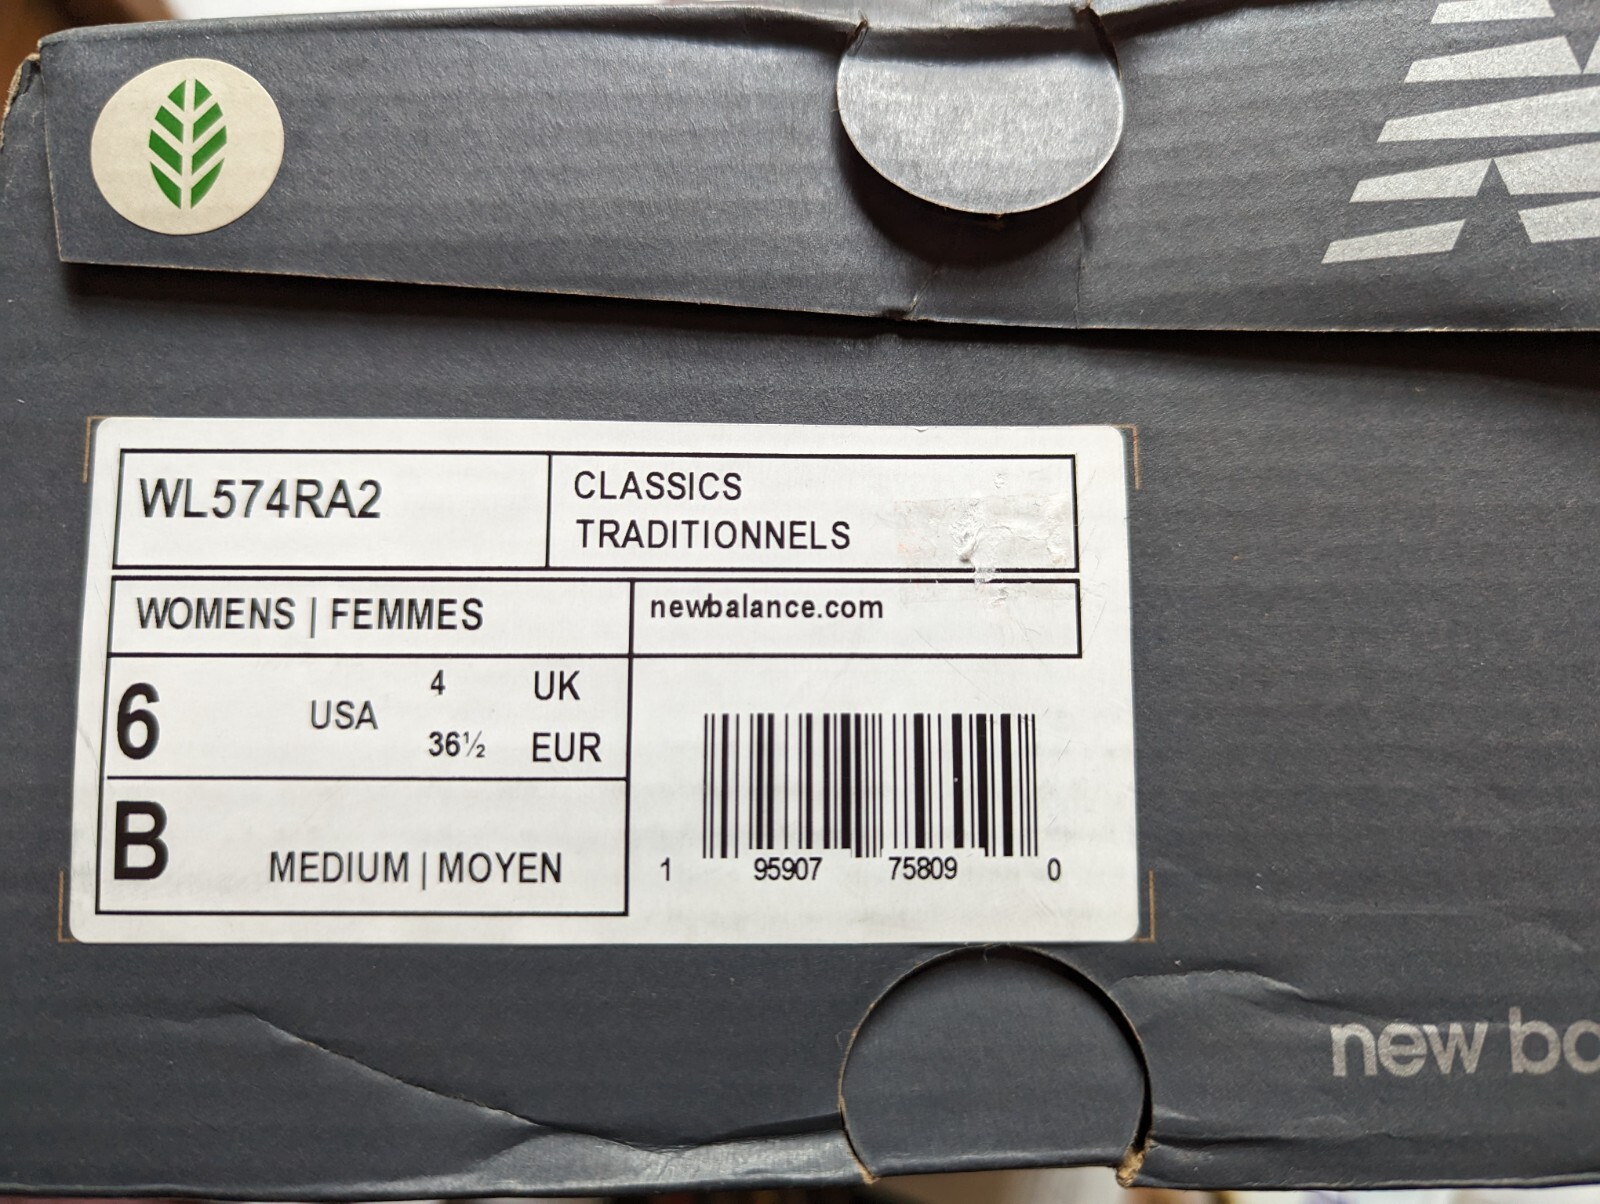 WL574RA2
CLASSICS
TRADITIONNELS
WOMENS | FEMMES
newbalance.com
6 USA 4 UK
36½ EUR
B MEDIUM | MOYEN
1 95907 75809 0
new ba